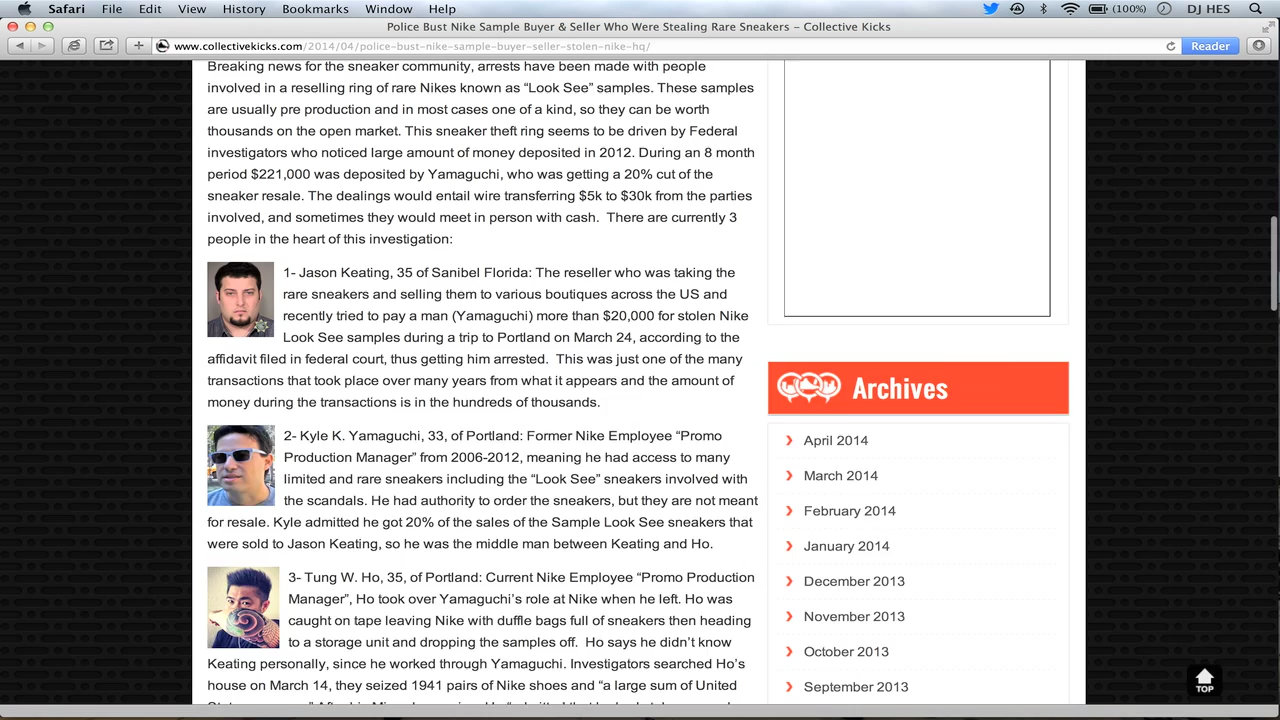 Safari File Edit View History Bookmarks Window Help (100%) DJ HES
Police Bust Nike Sample Buyer & Seller Who Were Stealing Rare Sneakers – Collective Kicks
www.collectivekicks.com/2014/04/police-bust-nike-sample-buyer-seller-stolen-nike-hq/ Reader
Breaking news for the sneaker community, arrests have been made with people
involved in a reselling ring of rare Nikes known as “Look See” samples. These samples
are usually pre production and in most cases one of a kind, so they can be worth
thousands on the open market. This sneaker theft ring seems to be driven by Federal
investigators who noticed large amount of money deposited in 2012. During an 8 month
period $221,000 was deposited by Yamaguchi, who was getting a 20% cut of the
sneaker resale. The dealings would entail wire transferring $5k to $30k from the parties
involved, and sometimes they would meet in person with cash.  There are currently 3
people in the heart of this investigation:
1- Jason Keating, 35 of Sanibel Florida: The reseller who was taking the
rare sneakers and selling them to various boutiques across the US and
recently tried to pay a man (Yamaguchi) more than $20,000 for stolen Nike
Look See samples during a trip to Portland on March 24, according to the
affidavit filed in federal court, thus getting him arrested.  This was just one of the many
transactions that took place over many years from what it appears and the amount of
money during the transactions is in the hundreds of thousands.
2- Kyle K. Yamaguchi, 33, of Portland: Former Nike Employee “Promo
Production Manager” from 2006-2012, meaning he had access to many
limited and rare sneakers including the “Look See” sneakers involved with
the scandals. He had authority to order the sneakers, but they are not meant
for resale. Kyle admitted he got 20% of the sales of the Sample Look See sneakers that
were sold to Jason Keating, so he was the middle man between Keating and Ho.
3- Tung W. Ho, 35, of Portland: Current Nike Employee “Promo Production
Manager”, Ho took over Yamaguchi’s role at Nike when he left. Ho was
caught on tape leaving Nike with duffle bags full of sneakers then heading
to a storage unit and dropping the samples off.  Ho says he didn’t know
Keating personally, since he worked through Yamaguchi. Investigators searched Ho’s
house on March 14, they seized 1941 pairs of Nike shoes and “a large sum of United
Archives
April 2014
March 2014
February 2014
January 2014
December 2013
November 2013
October 2013
September 2013
TOP